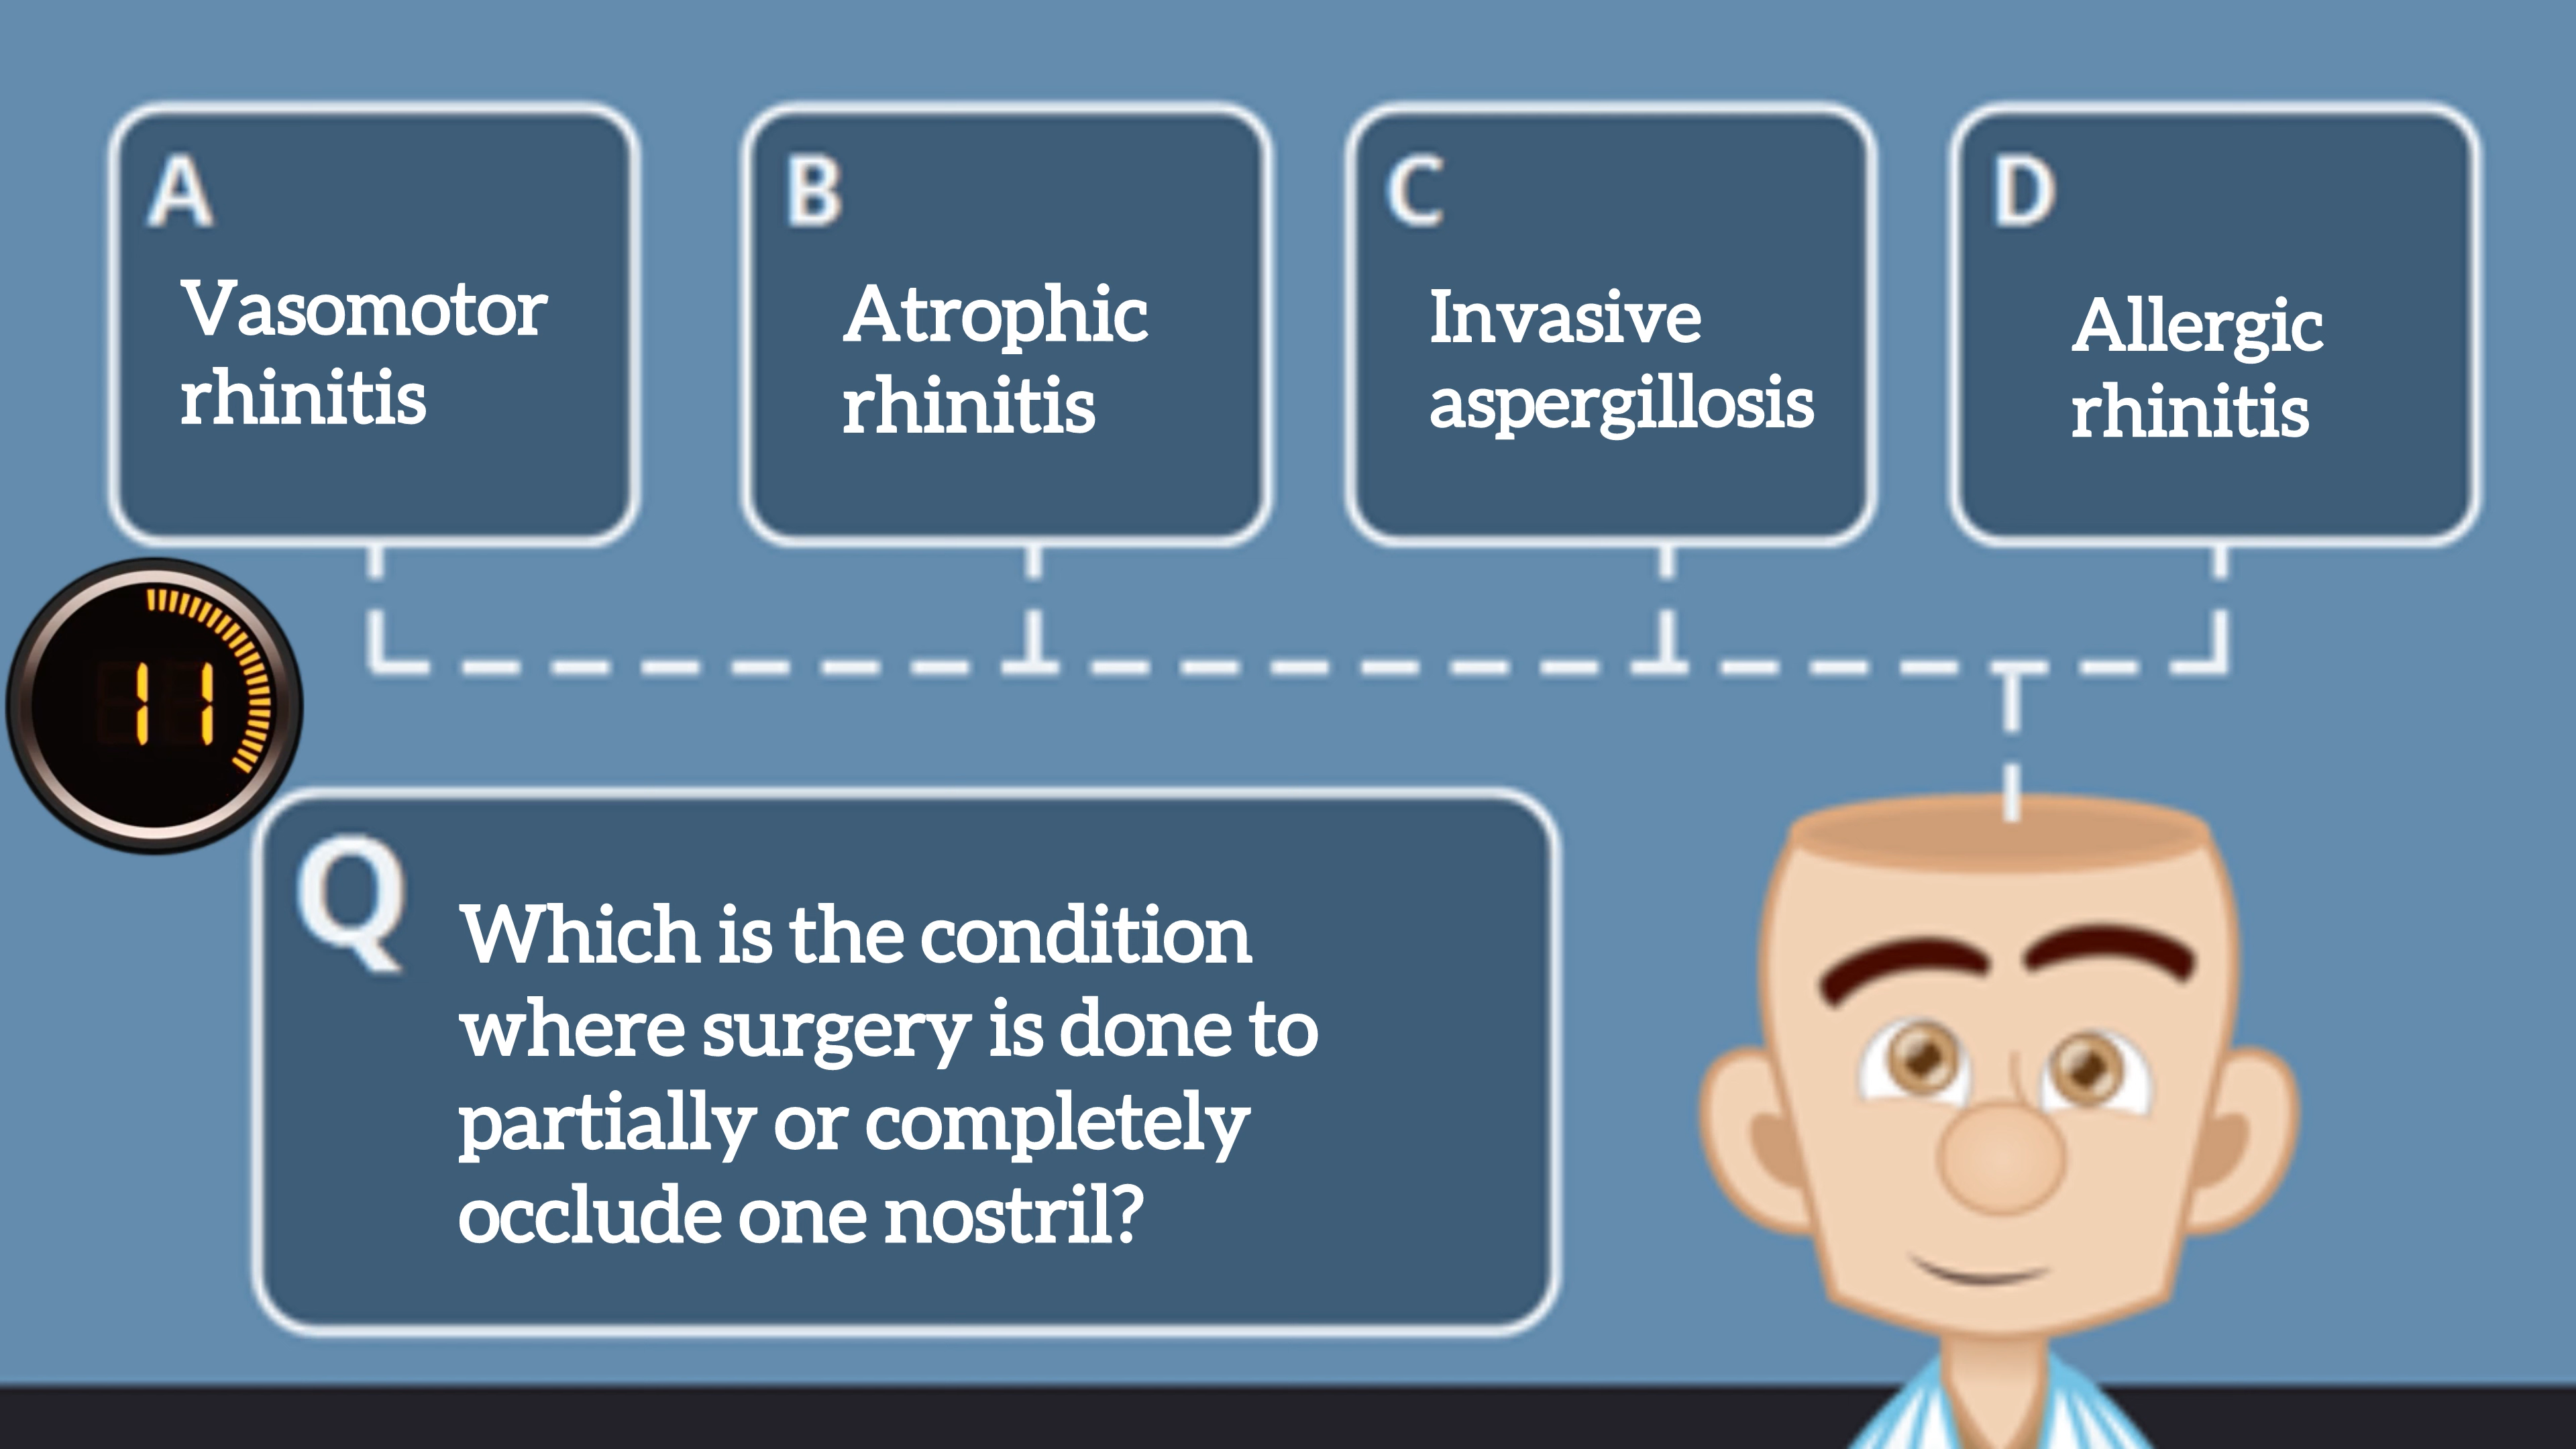 A
Vasomotor
rhinitis
B
Atrophic
rhinitis
C
Invasive
aspergillosis
D
Allergic
rhinitis
11
Q
Which is the condition
where surgery is done to
partially or completely
occlude one nostril?